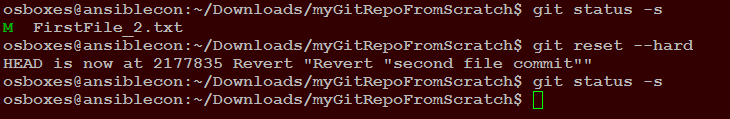 osboxes@ansiblecon:~/Downloads/myGitRepoFromScratch$ git status -s
M  FirstFile_2.txt
osboxes@ansiblecon:~/Downloads/myGitRepoFromScratch$ git reset --hard
HEAD is now at 2177835 Revert "Revert "second file commit""
osboxes@ansiblecon:~/Downloads/myGitRepoFromScratch$ git status -s
osboxes@ansiblecon:~/Downloads/myGitRepoFromScratch$